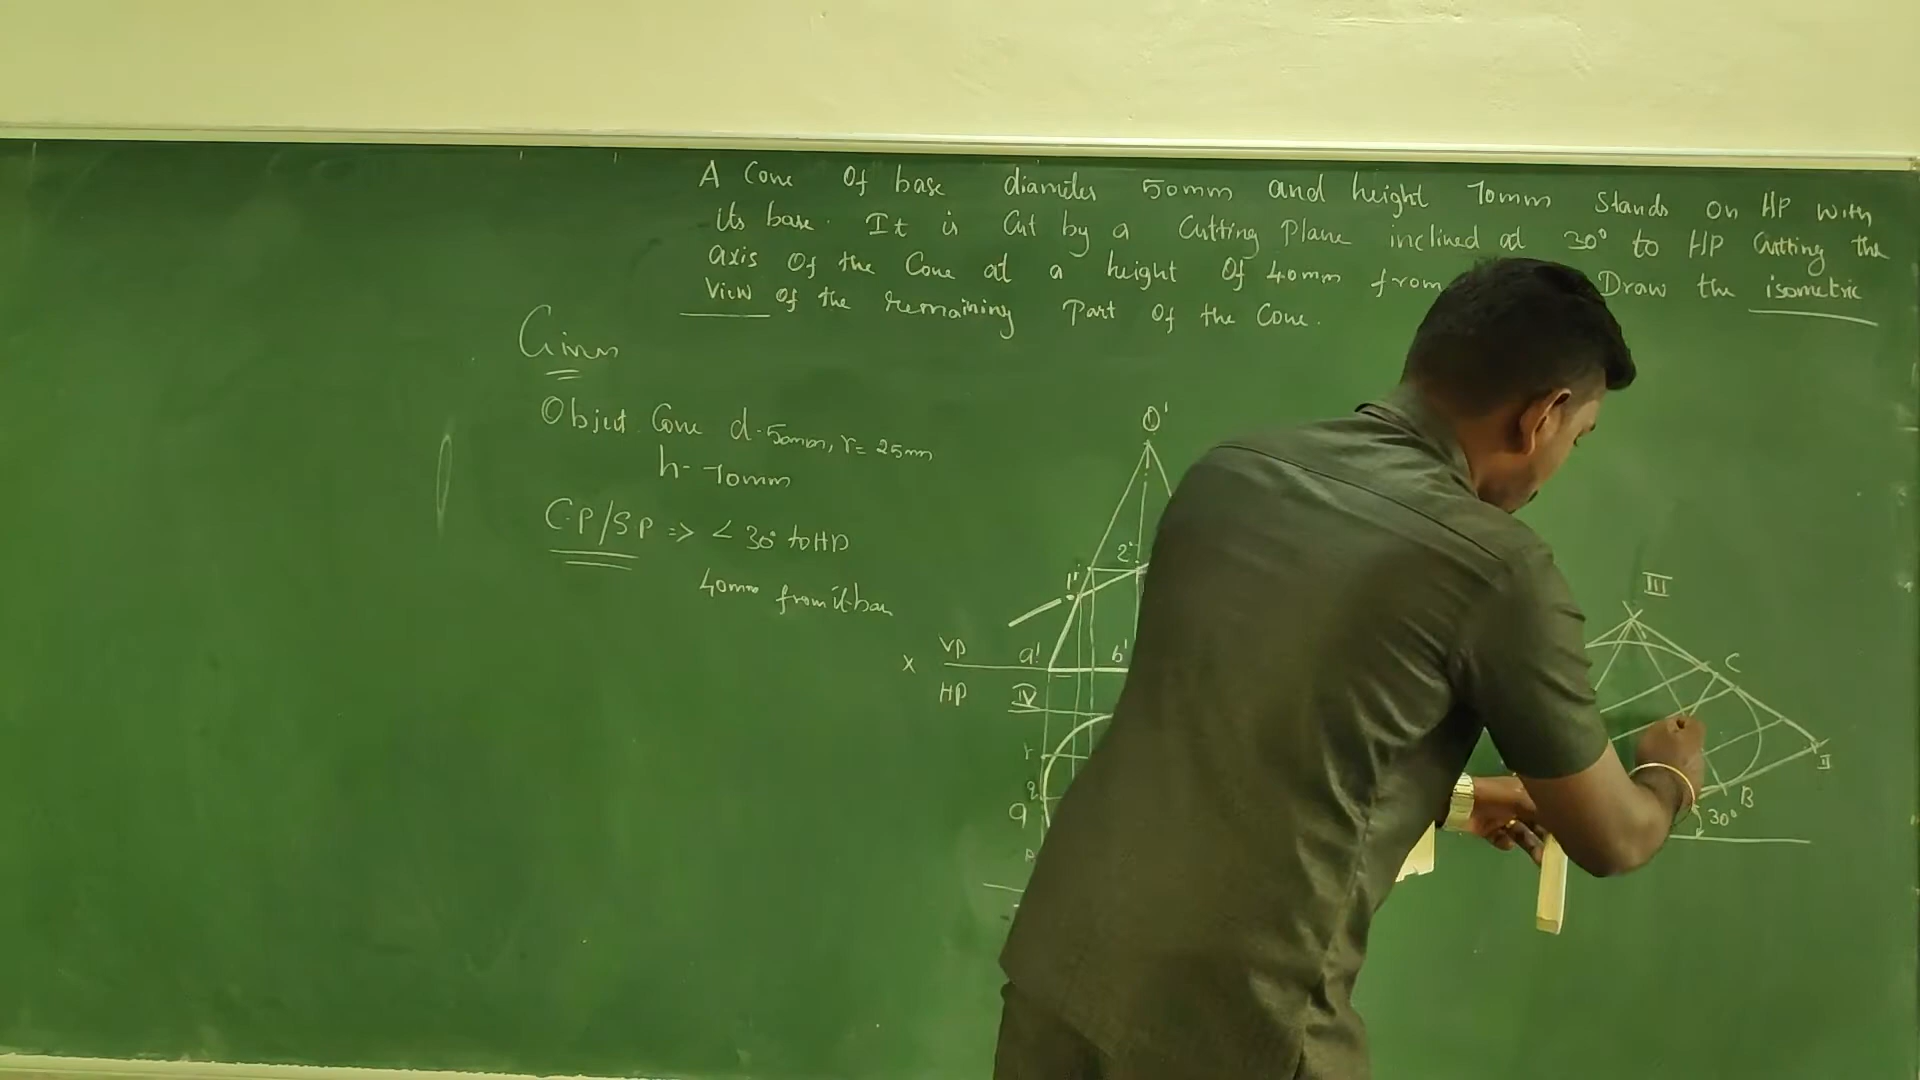 A Cone Of base diameter 50mm and height 70mm Stands On HP With
its base. It is Cut by a Cutting Plane inclined at 30° to HP Cutting the
axis Of the Cone at a height Of 40mm from Draw the isometric
View Of the remaining Part Of the Cone.
Given
Object Cone d-50mm, r=25mm
h-70mm
C.P/S.P => < 30° to HP
40mm from it base
O'
2'
1'
X VP a' b'
HP IV
r
q
III
C
II
B
30°